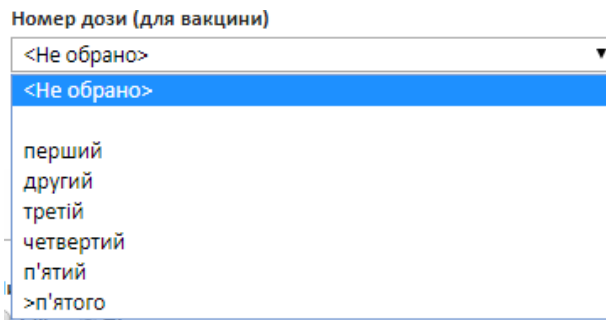 Номер дози (для вакцини)
<Не обрано>
<Не обрано>
перший
другий
третій
четвертий
п'ятий
>п'ятого